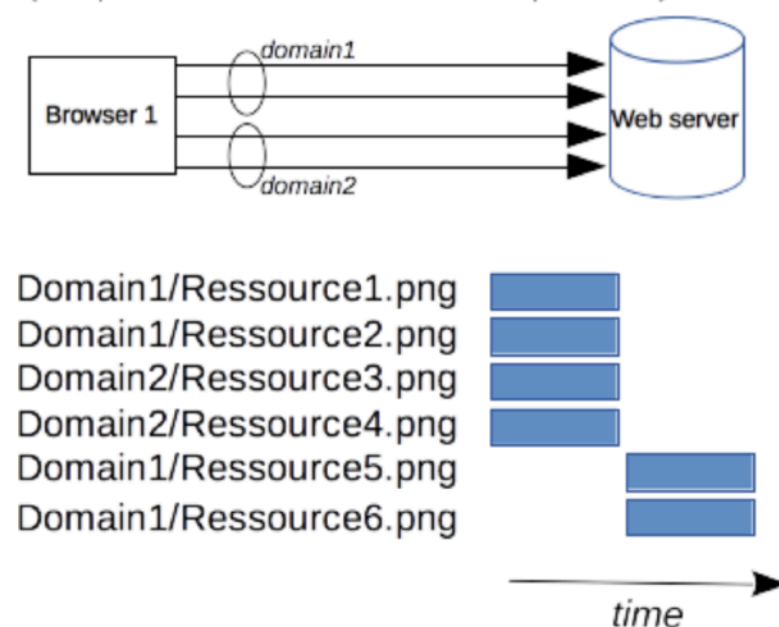 domain1
Browser 1
Web server
domain2
Domain1/Ressource1.png
Domain1/Ressource2.png
Domain2/Ressource3.png
Domain2/Ressource4.png
Domain1/Ressource5.png
Domain1/Ressource6.png
time